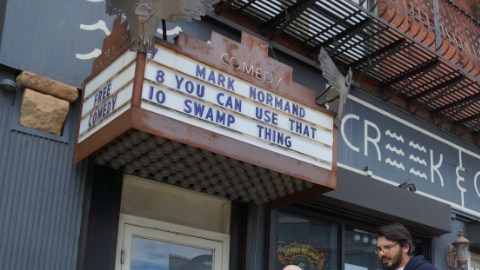 COMEDY
MARK NORMAND
8 YOU CAN USE THAT
10 SWAMP THING
FREE
COMEDY
CREEK & C